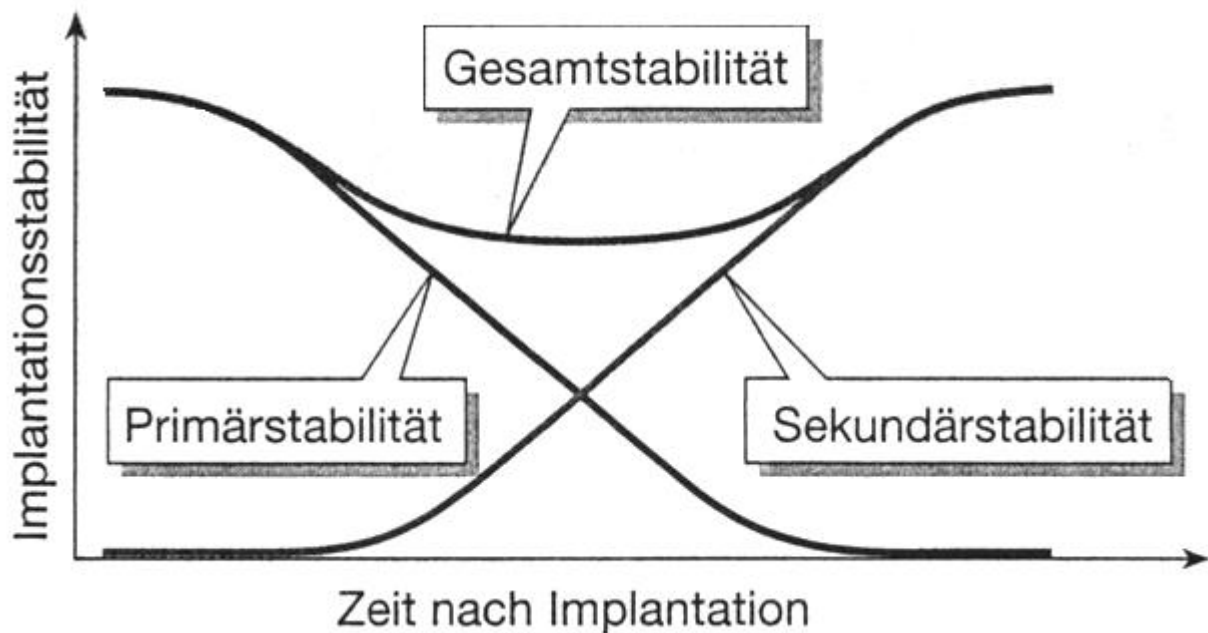 Gesamtstabilität
Implantationsstabilität
Primärstabilität
Sekundärstabilität
Zeit nach Implantation